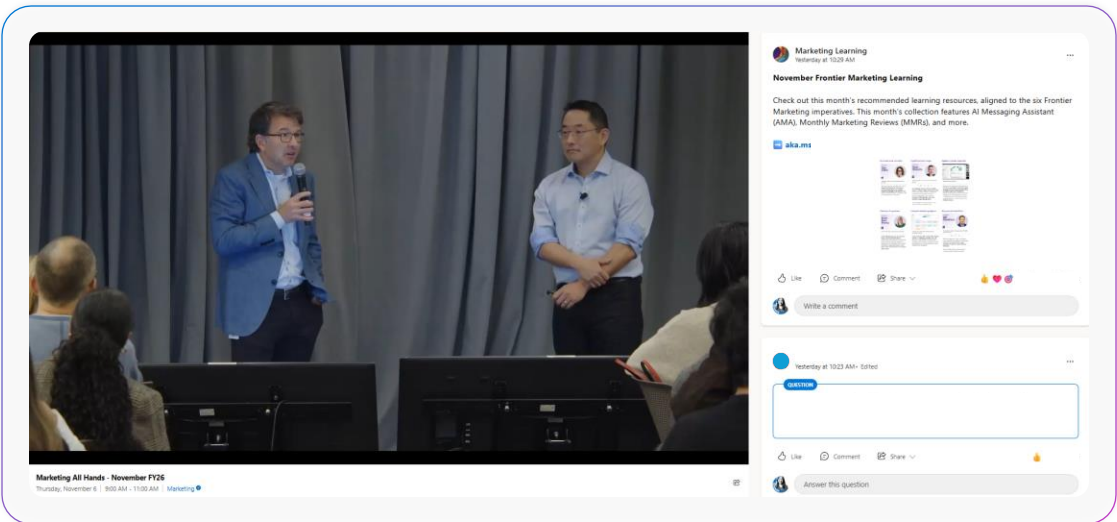 Marketing Learning
Yesterday at 10:29 AM
November Frontier Marketing Learning
Check out this month's recommended learning resources, aligned to the six Frontier
Marketing imperatives. This month's collection features AI Messaging Assistant
(AMA), Monthly Marketing Reviews (MMRs), and more.
aka.ms
Like Comment Share
Write a comment
Yesterday at 10:23 AM • Edited
QUESTION
Like Comment Share
Answer this question
Marketing All Hands - November FY26
Thursday, November 6 | 9:00 AM - 11:00 AM | Marketing